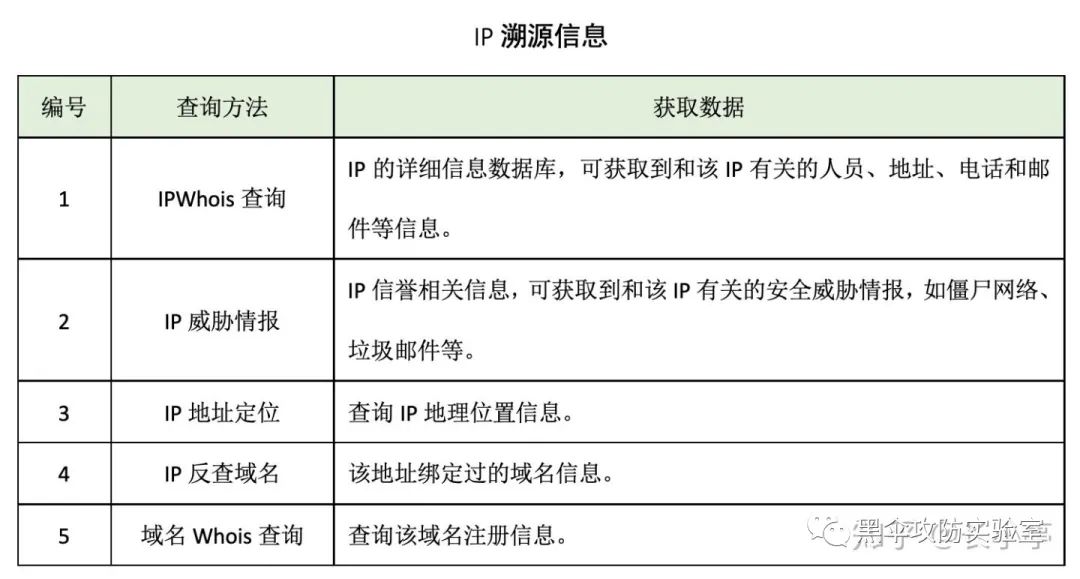 IP 溯源信息
编号 查询方法 获取数据
1 IPWhois 查询 IP 的详细信息数据库，可获取到和该 IP 有关的人员、地址、电话和邮
件等信息。
2 IP 威胁情报 IP 信誉相关信息，可获取到和该 IP 有关的安全威胁情报，如僵尸网络、
垃圾邮件等。
3 IP 地址定位 查询 IP 地理位置信息。
4 IP 反查域名 该地址绑定过的域名信息。
5 域名 Whois 查询 查询该域名注册信息。
黑伞攻防实验室
知乎